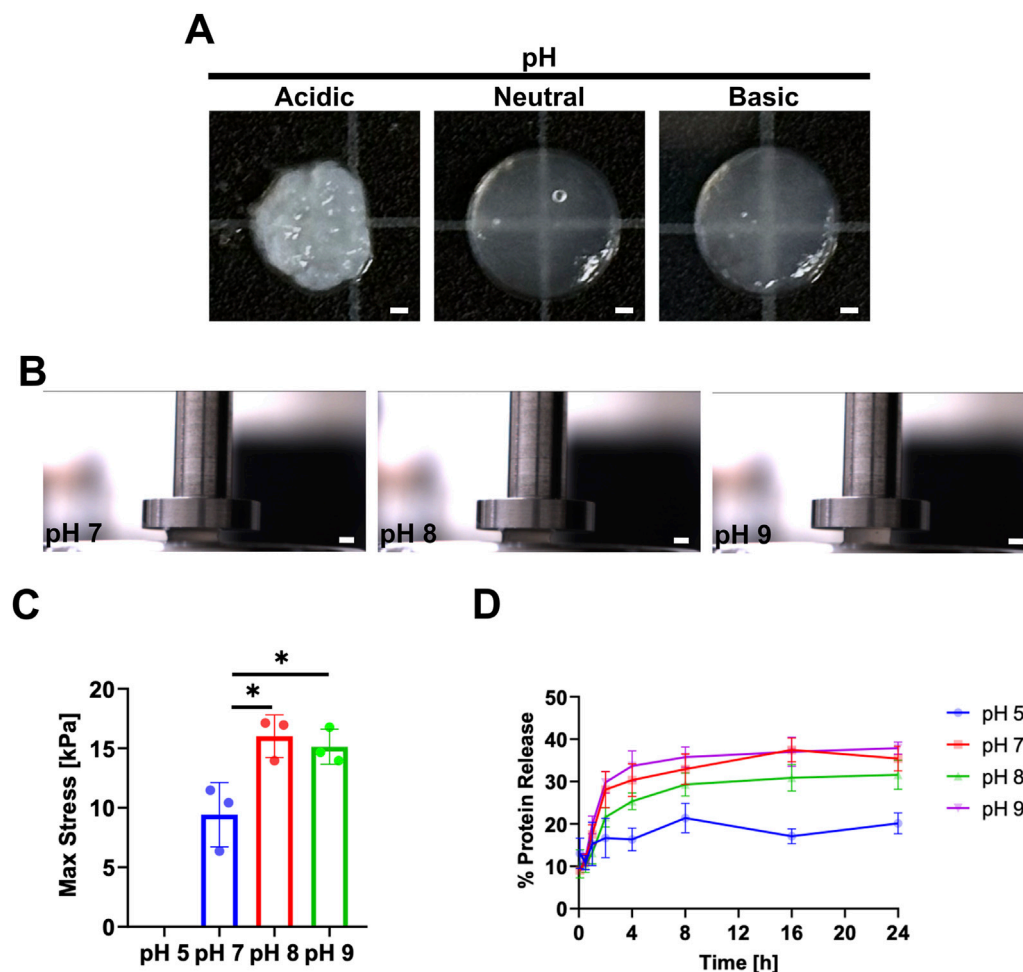 A
pH
Acidic Neutral Basic
B
pH 7 pH 8 pH 9
C
D
Max Stress [kPa]
20
15
10
5
0
* *
pH 5 pH 7 pH 8 pH 9
% Protein Release
50
40
30
20
10
0
0 4 8 12 16 20 24
Time [h]
pH 5
pH 7
pH 8
pH 9